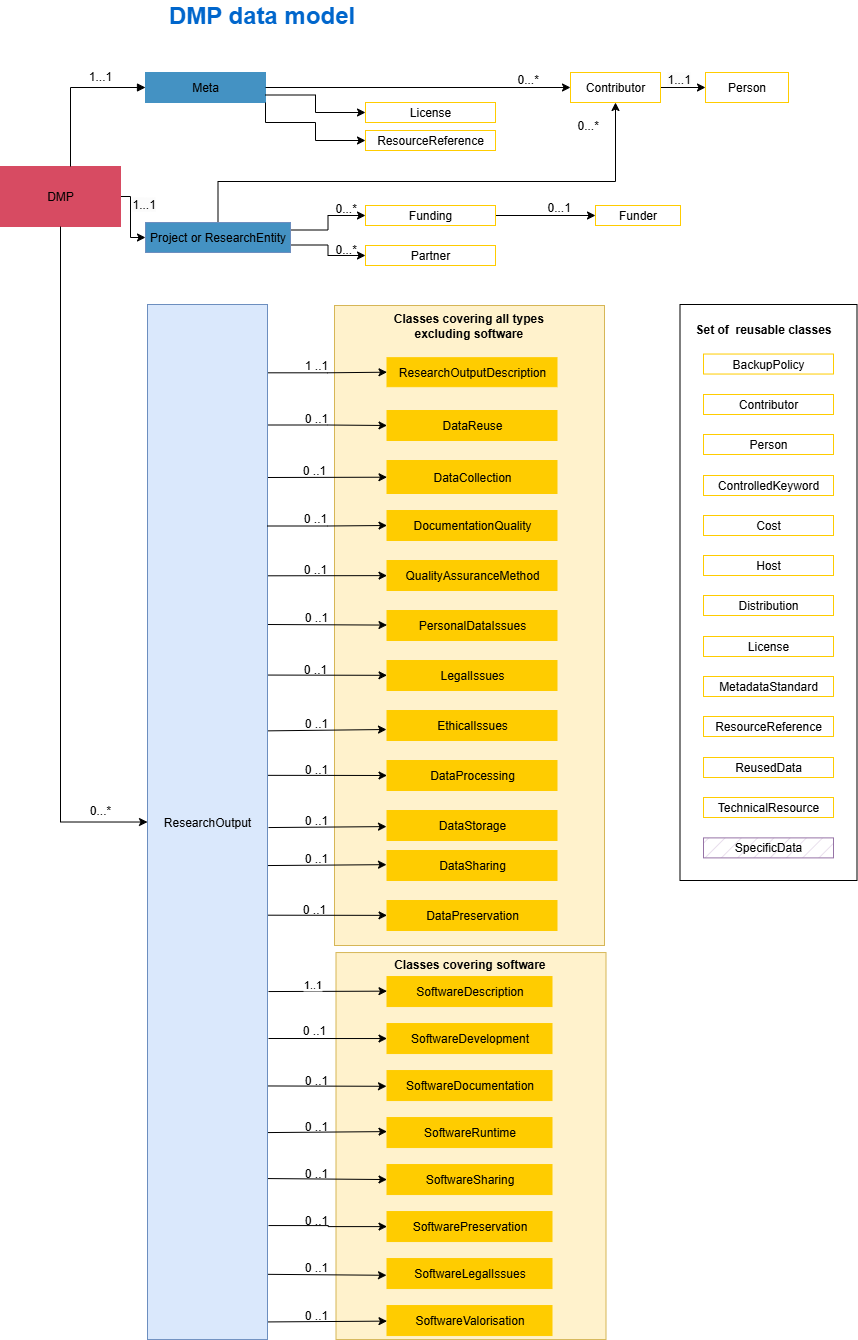 DMP data model
1...1
Meta
0...*
Contributor
1...1
Person
License
ResourceReference
0...*
DMP
1...1
Project or ResearchEntity
0...*
Funding
0...1
Funder
0...*
Partner
Classes covering all types
excluding software
1 ..1
ResearchOutputDescription
0 ..1
DataReuse
0 ..1
DataCollection
0 ..1
DocumentationQuality
0 ..1
QualityAssuranceMethod
0 ..1
PersonalDataIssues
0 ..1
LegalIssues
0 ..1
EthicalIssues
0 ..1
DataProcessing
0...*
ResearchOutput
0 ..1
DataStorage
0 ..1
DataSharing
0 ..1
DataPreservation
Classes covering software
1..1
SoftwareDescription
0 ..1
SoftwareDevelopment
0 ..1
SoftwareDocumentation
0 ..1
SoftwareRuntime
0 ..1
SoftwareSharing
0 ..1
SoftwarePreservation
0 ..1
SoftwareLegalIssues
0 ..1
SoftwareValorisation
Set of reusable classes
BackupPolicy
Contributor
Person
ControlledKeyword
Cost
Host
Distribution
License
MetadataStandard
ResourceReference
ReusedData
TechnicalResource
SpecificData